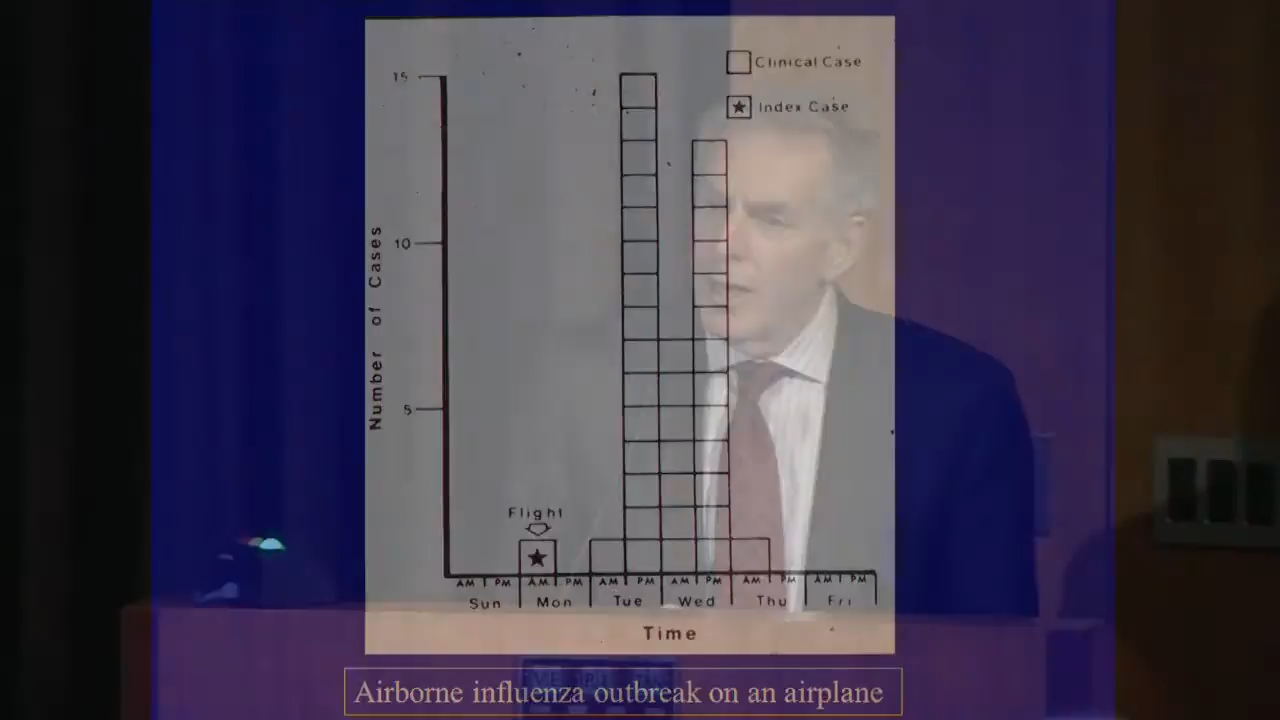 Clinical Case
Index Case
15
10
5
Number of Cases
Flight
AM PM AM PM AM PM AM PM AM PM AM PM
Sun Mon Tue Wed Thu Fri
Time
Airborne influenza outbreak on an airplane